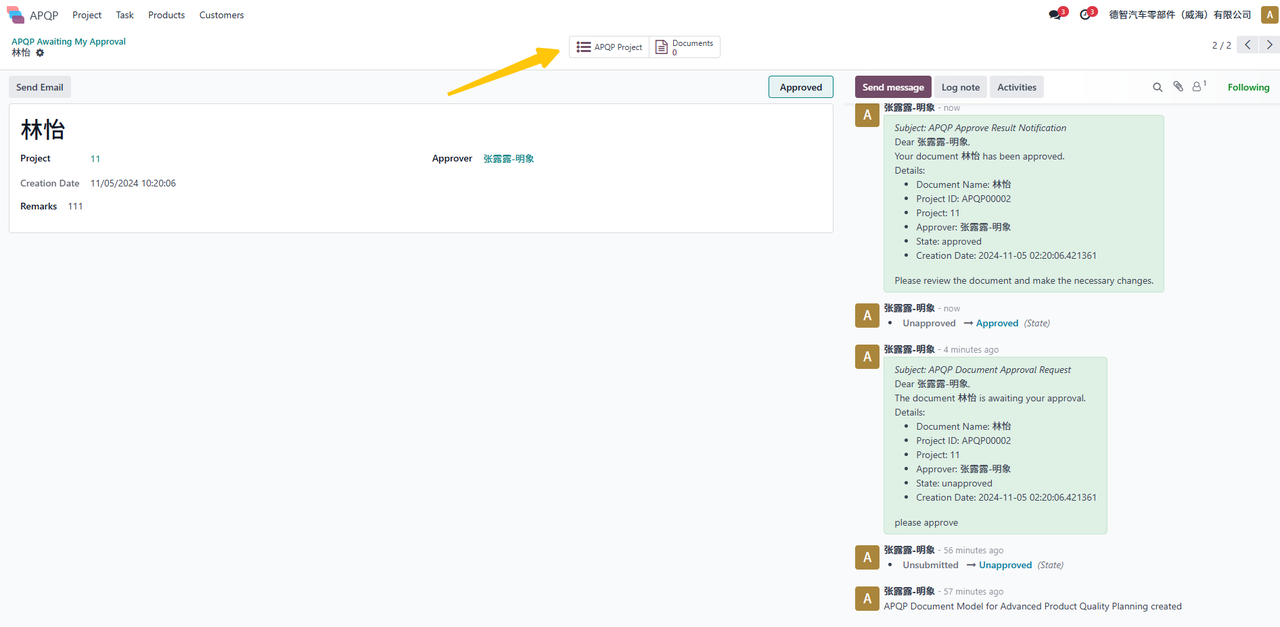 APQP Project Task Products Customers
3 3 德智汽车零部件（威海）有限公司 A
APQP Awaiting My Approval
林怡
APQP Project
Documents
0
2 / 2
Send Email
Approved
林怡
Project 11
Approver 张露露-明象
Creation Date 11/05/2024 10:20:06
Remarks 111
Send message Log note Activities 1 Following
A
张露露-明象 - now
Subject: APQP Approve Result Notification
Dear 张露露-明象,
Your document 林怡 has been approved.
Details:
• Document Name: 林怡
• Project ID: APQP00002
• Project: 11
• Approver: 张露露-明象
• State: approved
• Creation Date: 2024-11-05 02:20:06.421361
Please review the document and make the necessary changes.
A
张露露-明象 - now
• Unapproved → Approved (State)
A
张露露-明象 - 4 minutes ago
Subject: APQP Document Approval Request
Dear 张露露-明象,
The document 林怡 is awaiting your approval.
Details:
• Document Name: 林怡
• Project ID: APQP00002
• Project: 11
• Approver: 张露露-明象
• State: unapproved
• Creation Date: 2024-11-05 02:20:06.421361
please approve
A
张露露-明象 - 56 minutes ago
• Unsubmitted → Unapproved (State)
A
张露露-明象 - 57 minutes ago
APQP Document Model for Advanced Product Quality Planning created